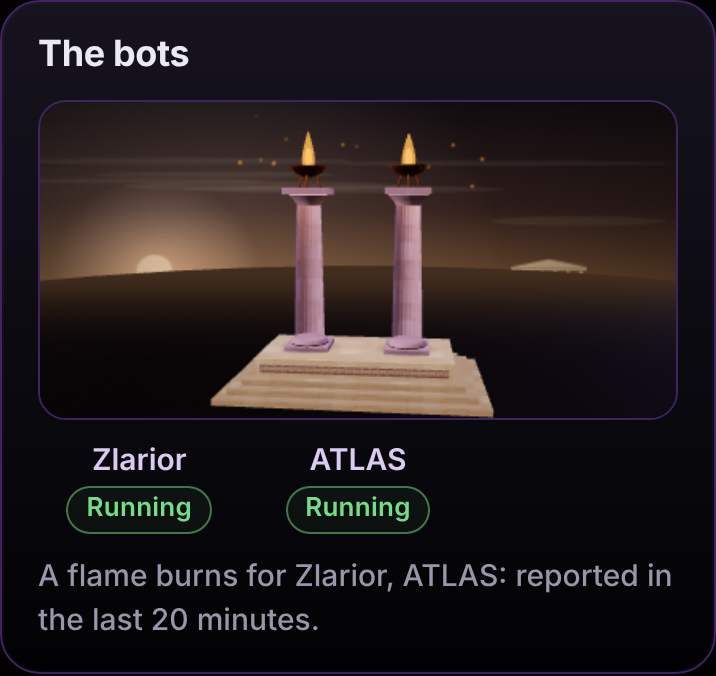 The bots
Zlarior ATLAS
Running Running
A flame burns for Zlarior, ATLAS: reported in
the last 20 minutes.